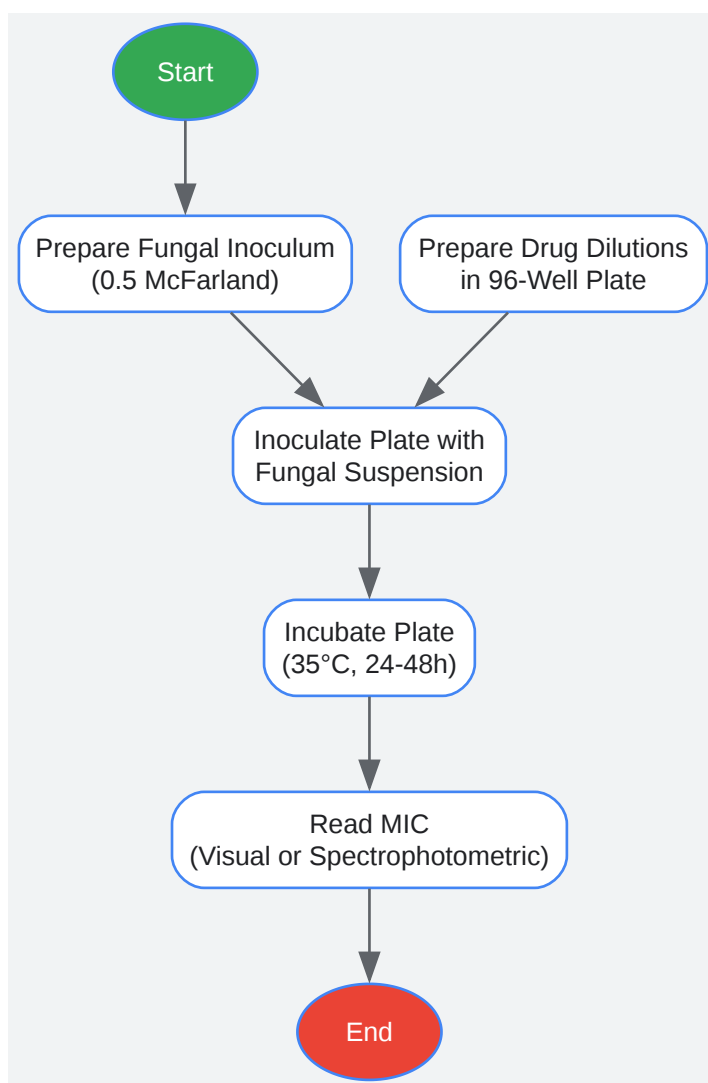 Start
Prepare Fungal Inoculum
(0.5 McFarland)
Prepare Drug Dilutions
in 96-Well Plate
Inoculate Plate with
Fungal Suspension
Incubate Plate
(35°C, 24-48h)
Read MIC
(Visual or Spectrophotometric)
End